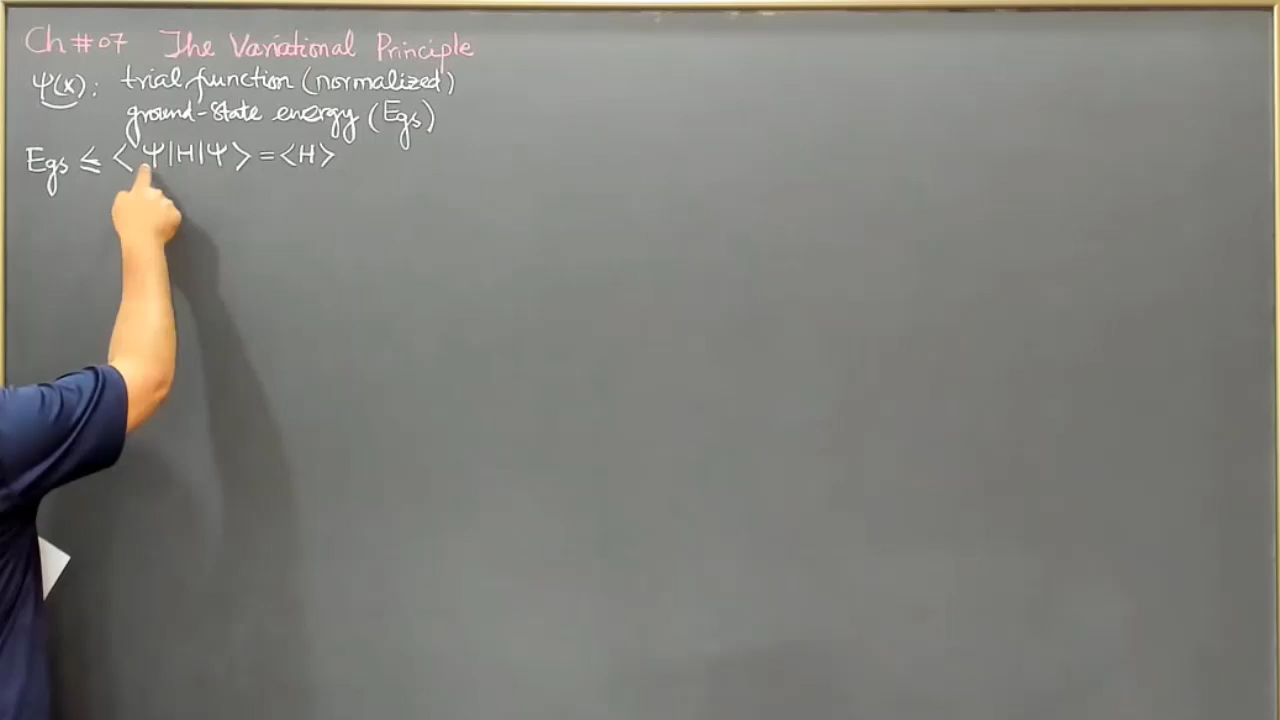 Ch #07 The Variational Principle
Ψ(x): trial function (normalized)
ground-state energy (Egs)
Egs ≤ <Ψ|H|Ψ> = <H>